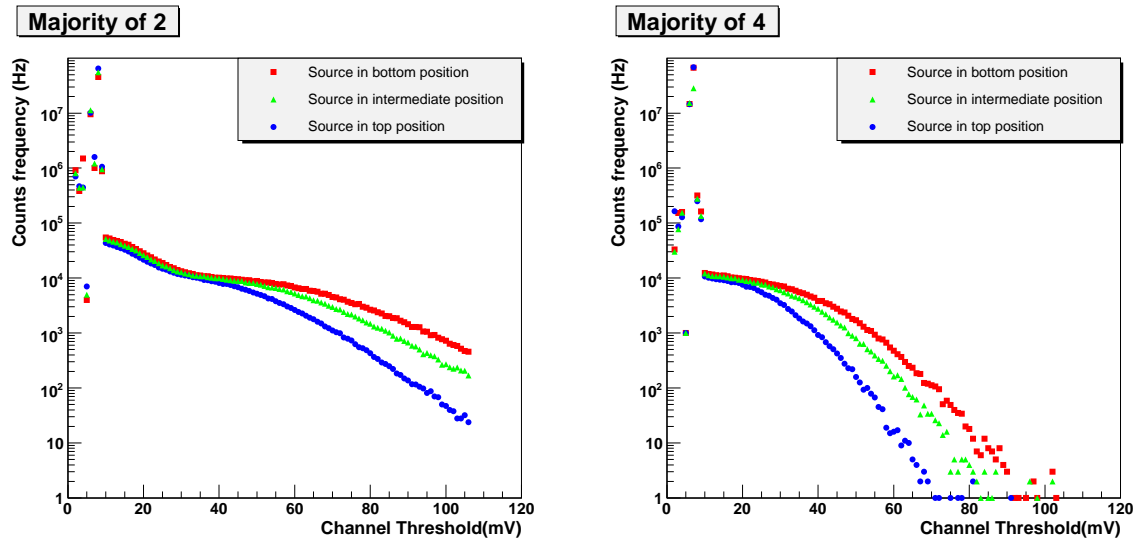 Majority of 2
Counts frequency (Hz)
10^7
10^6
10^5
10^4
10^3
10^2
10
1
0 20 40 60 80 100 120
Channel Threshold(mV)
Source in bottom position
Source in intermediate position
Source in top position
Majority of 4
Counts frequency (Hz)
10^7
10^6
10^5
10^4
10^3
10^2
10
1
0 20 40 60 80 100 120
Channel Threshold(mV)
Source in bottom position
Source in intermediate position
Source in top position